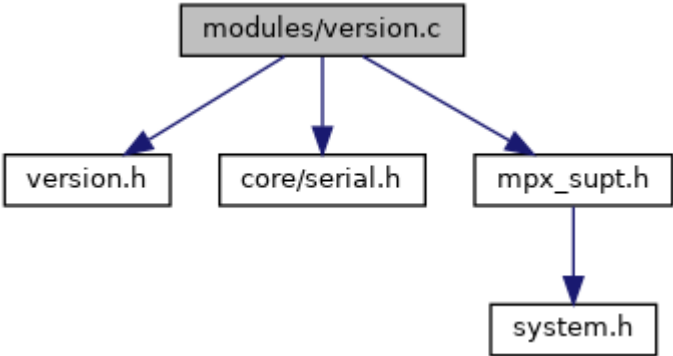 modules/version.c
version.h
core/serial.h
mpx_supt.h
system.h